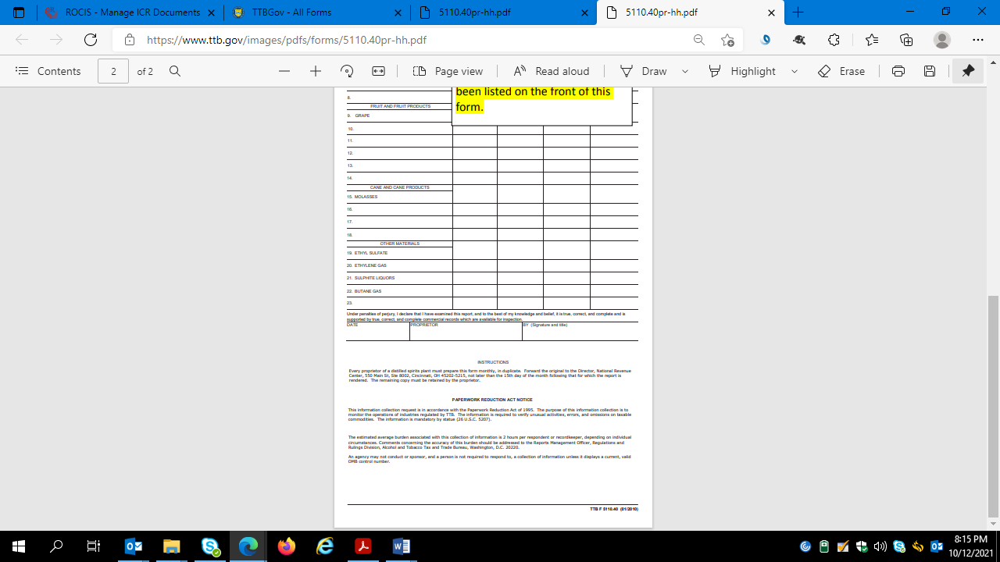 ROCIS - Manage ICR Documents
TTBGov - All Forms
5110.40pr-hh.pdf
5110.40pr-hh.pdf
https://www.ttb.gov/images/pdfs/forms/5110.40pr-hh.pdf
Contents
2
of 2
Page view
Read aloud
Draw
Highlight
Erase
been listed on the front of this
form.
8.
FRUIT AND FRUIT PRODUCTS
9. GRAPE
10.
11.
12.
13.
14.
CANE AND CANE PRODUCTS
15. MOLASSES
16.
17.
18.
OTHER MATERIALS
19. ETHYL SULFATE
20. ETHYLENE GAS
21. SULPHITE LIQUORS
22. BUTANE GAS
23.
Under penalties of perjury, I declare that I have examined this report, and to the best of my knowledge and belief, it is true, correct, and complete and is
supported by true, correct, and complete commercial records which are available for inspection.
DATE
PROPRIETOR
BY (Signature and title)
INSTRUCTIONS
Every proprietor of a distilled spirits plant must prepare this form monthly, in duplicate. Forward the original to the Director, National Revenue
Center, 550 Main St, Ste 8002, Cincinnati, OH 45202-5215, not later than the 15th day of the month following that for which the report is
rendered. The remaining copy must be retained by the proprietor.
PAPERWORK REDUCTION ACT NOTICE
This information collection request is in accordance with the Paperwork Reduction Act of 1995. The purpose of this information collection is to
monitor the operations of industries regulated by TTB. The information is required to verify unusual activities, errors, and omissions on taxable
commodities. The information is mandatory by statue (26 U.S.C. 5207).
The estimated average burden associated with this collection of information is 2 hours per respondent or recordkeeper, depending on individual
circumstances. Comments concerning the accuracy of this burden should be addressed to the Reports Management Officer, Regulations and
Rulings Division, Alcohol and Tobacco Tax and Trade Bureau, Washington, D.C. 20220.
An agency may not conduct or sponsor, and a person is not required to respond to, a collection of information unless it displays a current, valid
OMB control number.
TTB F 5110.40 (01/2010)
8:15 PM
10/12/2021